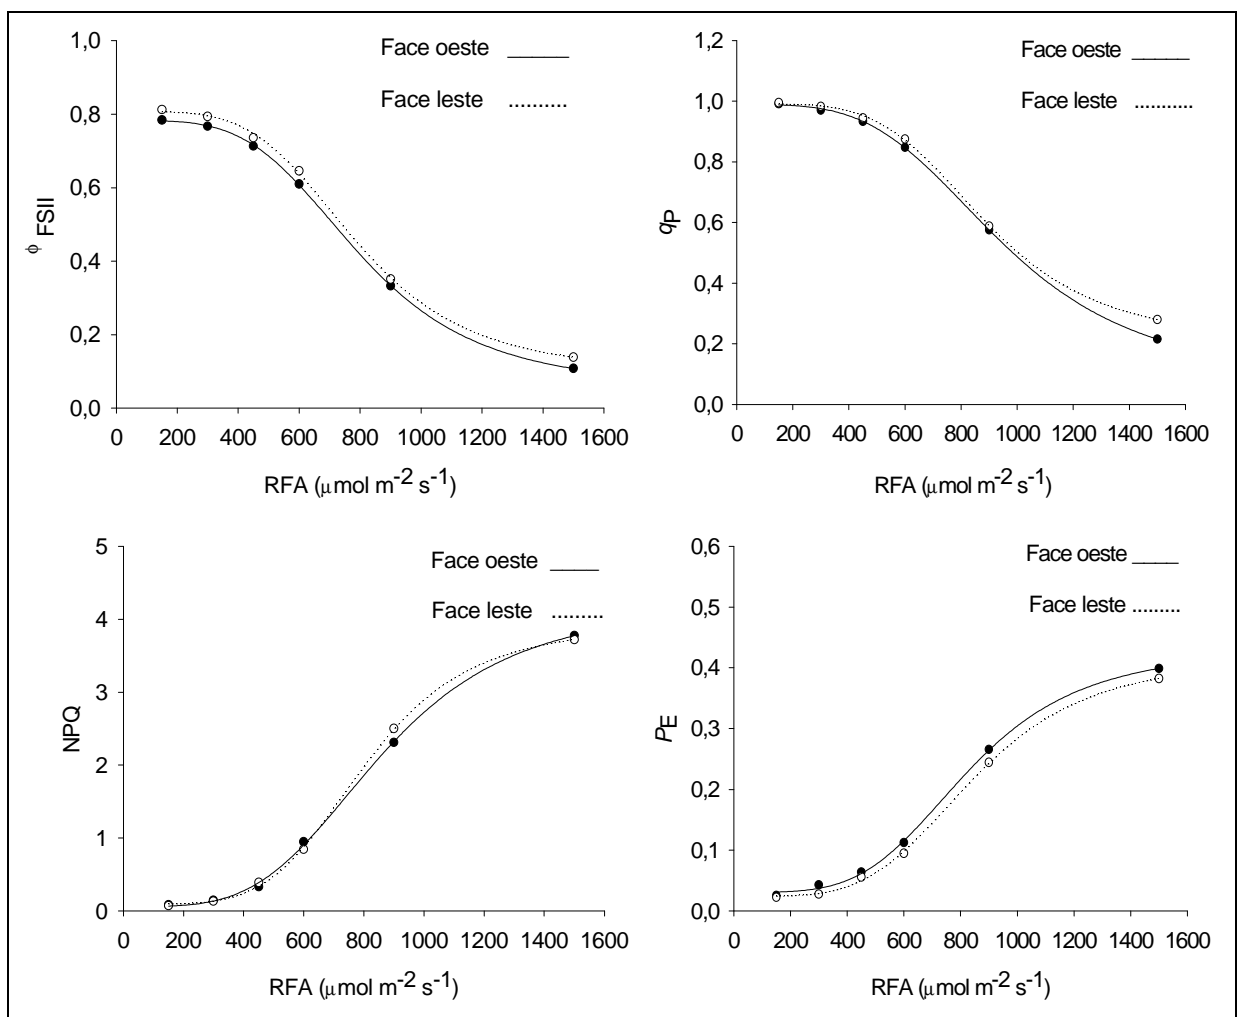 Face oeste ______
Face leste ..........
1,0
0,8
0,6
0,4
0,2
0,0
ϕ FSII
0 200 400 600 800 1000 1200 1400 1600
RFA (μmol m-2 s-1)
Face oeste ______
Face leste ...........
1,2
1,0
0,8
0,6
0,4
0,2
0,0
qP
0 200 400 600 800 1000 1200 1400 1600
RFA (μmol m-2 s-1)
Face oeste _____
Face leste .........
5
4
3
2
1
0
NPQ
0 200 400 600 800 1000 1200 1400 1600
RFA (μmol m-2 s-1)
Face oeste _____
Face leste .........
0,6
0,5
0,4
0,3
0,2
0,1
0,0
PE
0 200 400 600 800 1000 1200 1400 1600
RFA (μmol m-2 s-1)